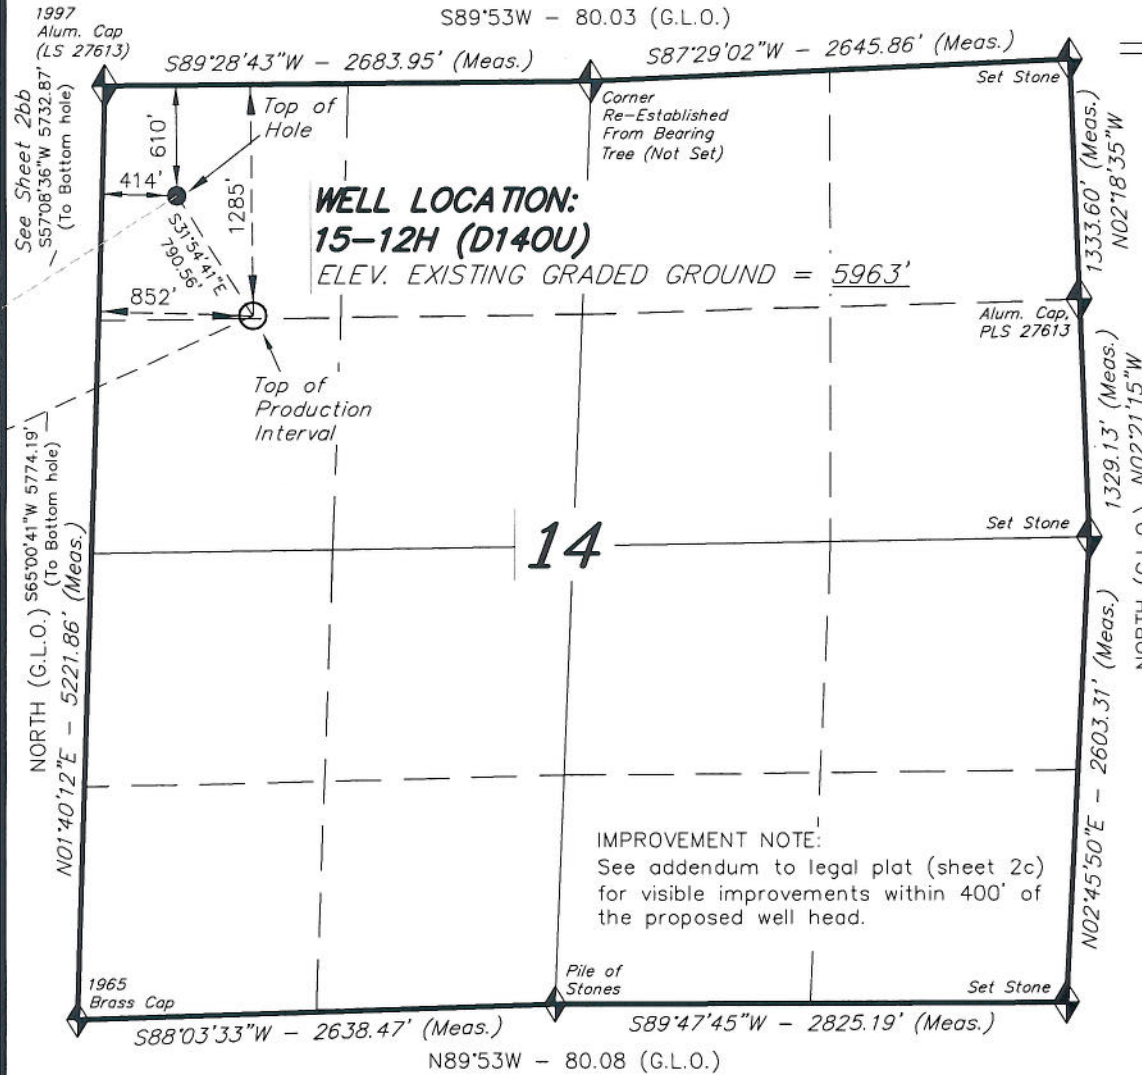 S89°53W – 80.03 (G.L.O.)
1997
Alum. Cap
(LS 27613)
S89°28'43"W – 2683.95' (Meas.)
S87°29'02"W – 2645.86' (Meas.)
Set Stone
Corner
Re-Established
From Bearing
Tree (Not Set)
See Sheet 2bb
S57°08'36"W 5732.87'
(To Bottom hole)
610'
414'
Top of
Hole
1285'
S31°54'41"E
790.56'
852'
WELL LOCATION:
15-12H (D14OU)
ELEV. EXISTING GRADED GROUND = 5963'
1333.60' (Meas.)
N02°18'35"W
Alum. Cap,
PLS 27613
Top of
Production
Interval
1329.13' (Meas.)
N02°21'15"W
S65°00'41"W 5774.19'
(To Bottom hole)
14
Set Stone
NORTH (G.L.O.)
N01°40'12"E – 5221.86' (Meas.)
NORTH (G.L.O.)
N02°45'50"E – 2603.31' (Meas.)
IMPROVEMENT NOTE:
See addendum to legal plat (sheet 2c)
for visible improvements within 400' of
the proposed well head.
1965
Brass Cap
Pile of
Stones
Set Stone
S88°03'33"W – 2638.47' (Meas.)
S89°47'45"W – 2825.19' (Meas.)
N89°53W – 80.08 (G.L.O.)